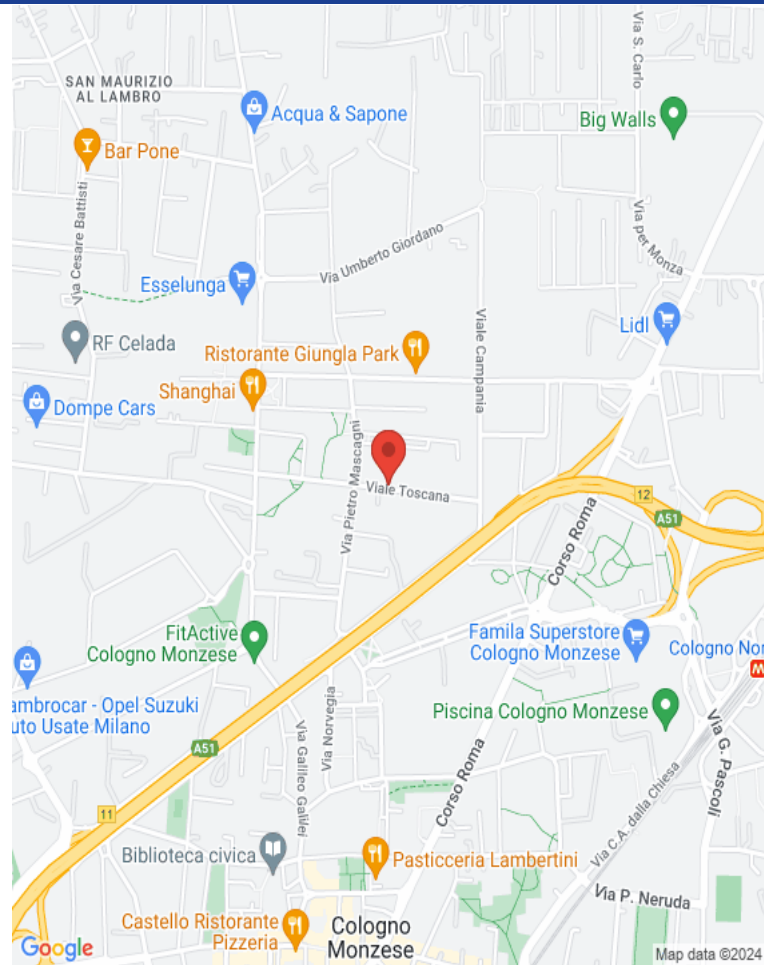 Via S. Carlo
SAN MAURIZIO
AL LAMBRO
Acqua & Sapone
Big Walls
Bar Pone
Via Cesare Battisti
Via per Monza
Via Umberto Giordano
Esselunga
Viale Campania
Lidl
RF Celada
Ristorante Giungla Park
Shanghai
Dompe Cars
Via Pietro Mascagni
Viale Toscana
12
A51
Corso Roma
FitActive
Cologno Monzese
Famila Superstore
Cologno Monzese
Cologno Nor
M
ambrocar - Opel Suzuki
uto Usate Milano
Via Norvegia
Piscina Cologno Monzese
A51
Via Galileo Galilei
Corso Roma
Via G. Pascoli
11
Via C.A. dalla Chiesa
Biblioteca civica
Pasticceria Lambertini
Via P. Neruda
Castello Ristorante
Pizzeria
Cologno
Monzese
Google
Map data ©2024